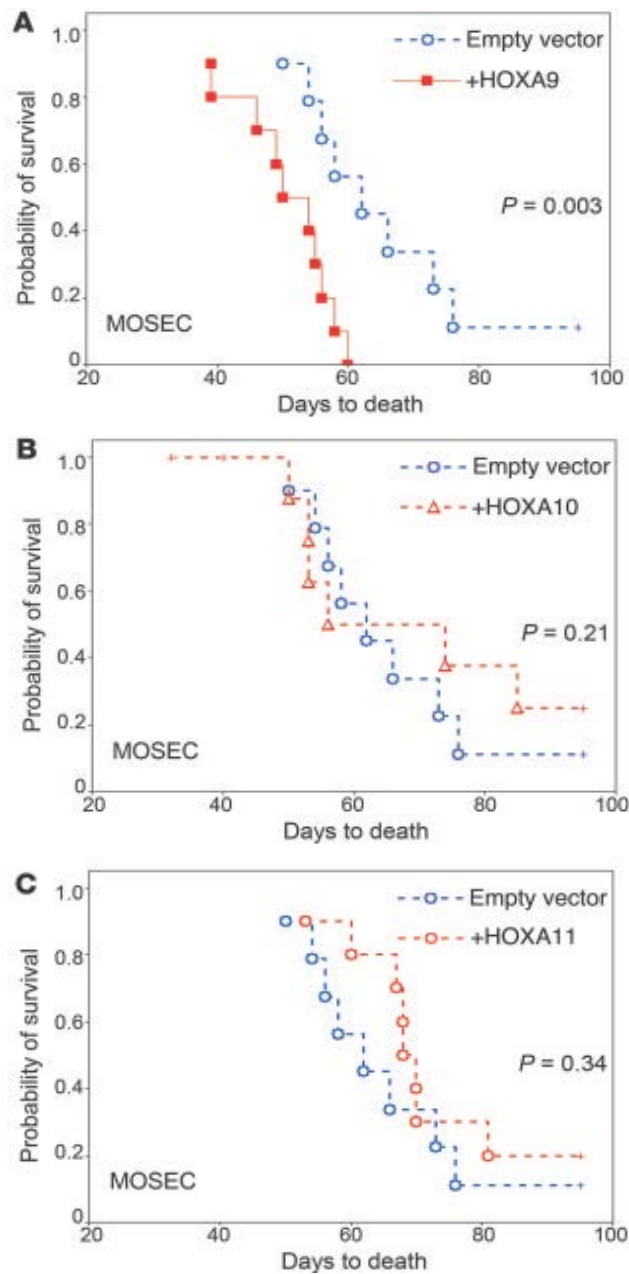 A
1.0
0.8
0.6
0.4
0.2
0
Probability of survival
Empty vector
+HOXA9
P = 0.003
MOSEC
20 40 60 80 100
Days to death
B
1.0
0.8
0.6
0.4
0.2
0
Probability of survival
Empty vector
+HOXA10
P = 0.21
MOSEC
20 40 60 80 100
Days to death
C
1.0
0.8
0.6
0.4
0.2
0
Probability of survival
Empty vector
+HOXA11
P = 0.34
MOSEC
20 40 60 80 100
Days to death